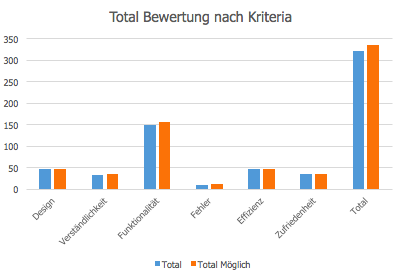 Total Bewertung nach Kriteria
350
300
250
200
150
100
50
0
Design
Verständlichkeit
Funktionalität
Fehler
Effizienz
Zufriedenheit
Total
Total Total Möglich